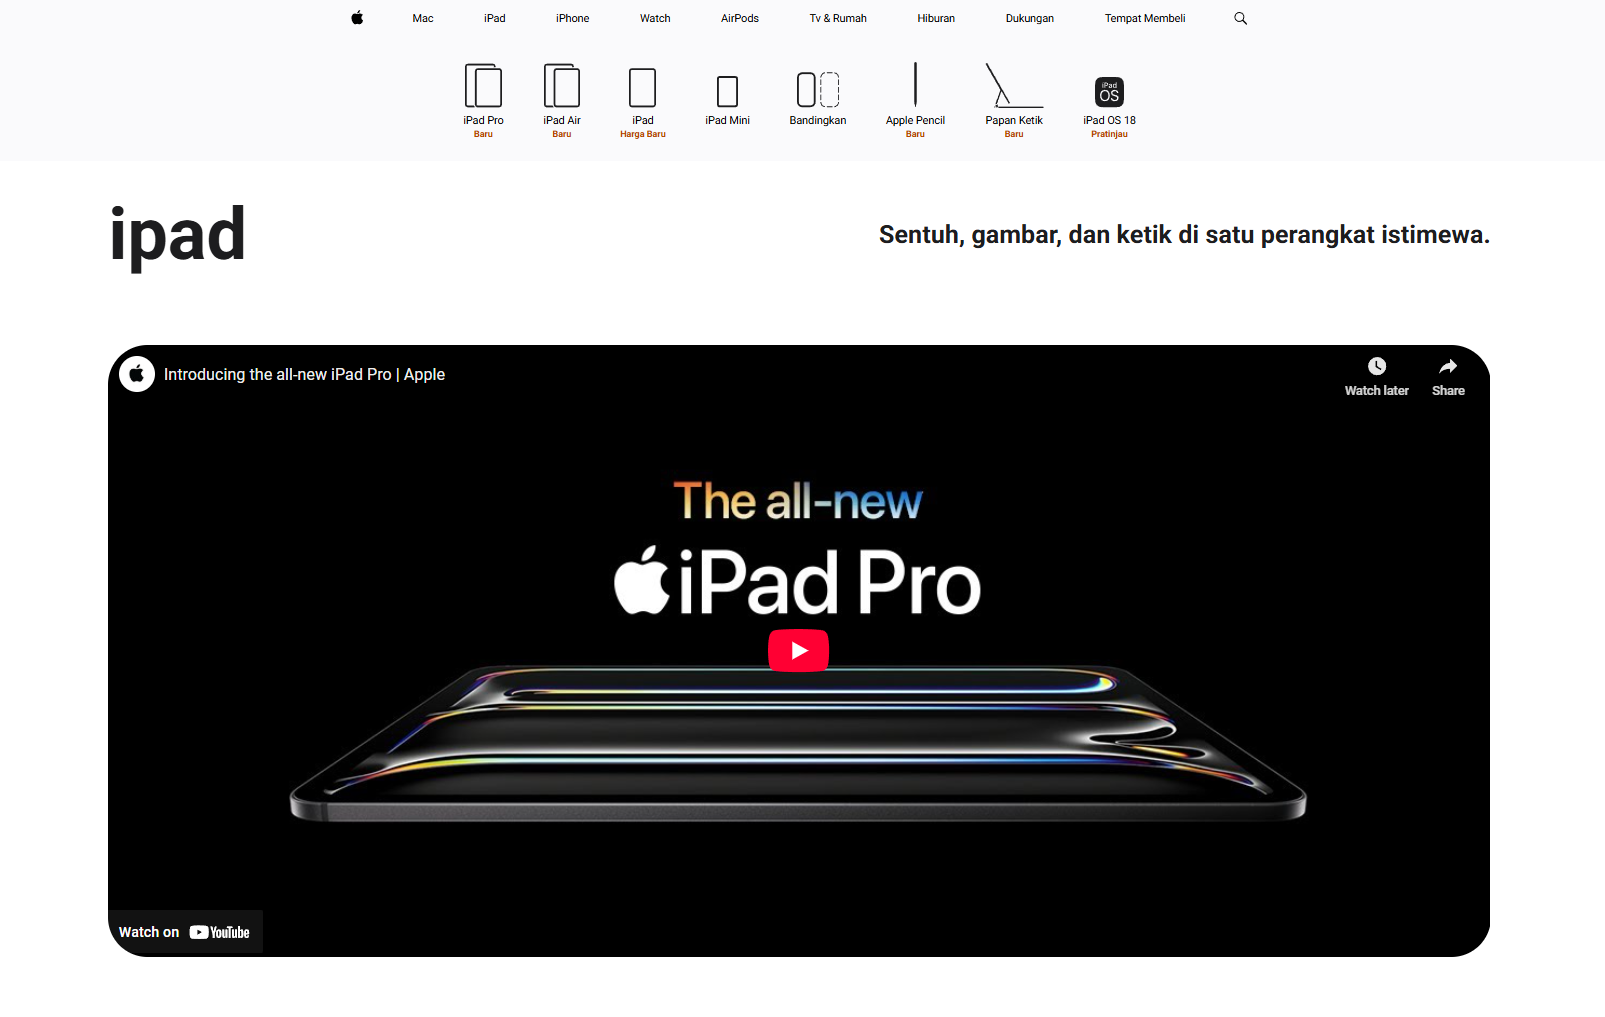 Mac iPad iPhone Watch AirPods Tv & Rumah Hiburan Dukungan Tempat Membeli
iPad
OS
iPad Pro iPad Air iPad iPad Mini Bandingkan Apple Pencil Papan Ketik iPad OS 18
Baru Baru Harga Baru Baru Baru Pratinjau
ipad
Sentuh, gambar, dan ketik di satu perangkat istimewa.
Introducing the all-new iPad Pro | Apple
Watch later Share
The all-new
iPad Pro
Watch on YouTube